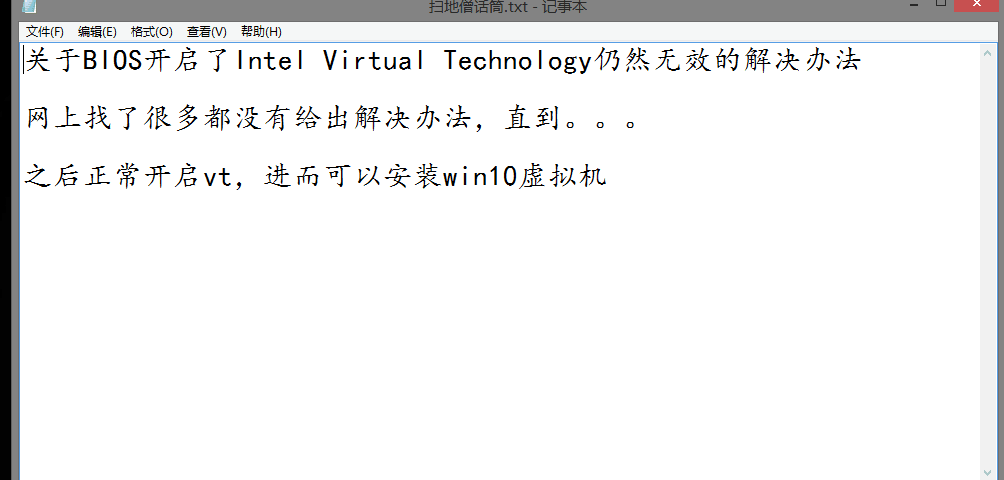 扫地僧话筒.txt - 记事本
文件(F) 编辑(E) 格式(O) 查看(V) 帮助(H)
关于BIOS开启了Intel Virtual Technology仍然无效的解决办法
网上找了很多都没有给出解决办法，直到。。。
之后正常开启vt，进而可以安装win10虚拟机